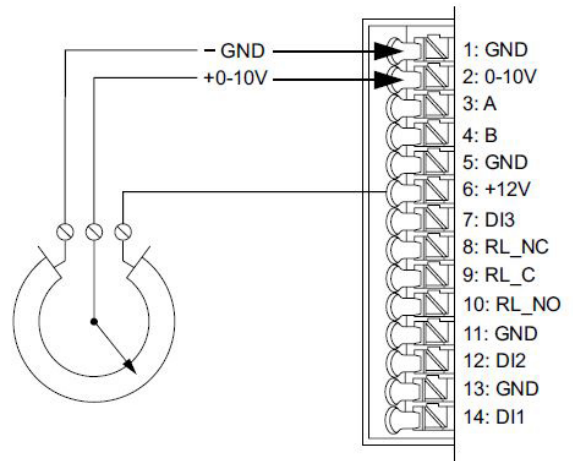 – GND
+0-10V
1: GND
2: 0-10V
3: A
4: B
5: GND
6: +12V
7: DI3
8: RL_NC
9: RL_C
10: RL_NO
11: GND
12: DI2
13: GND
14: DI1